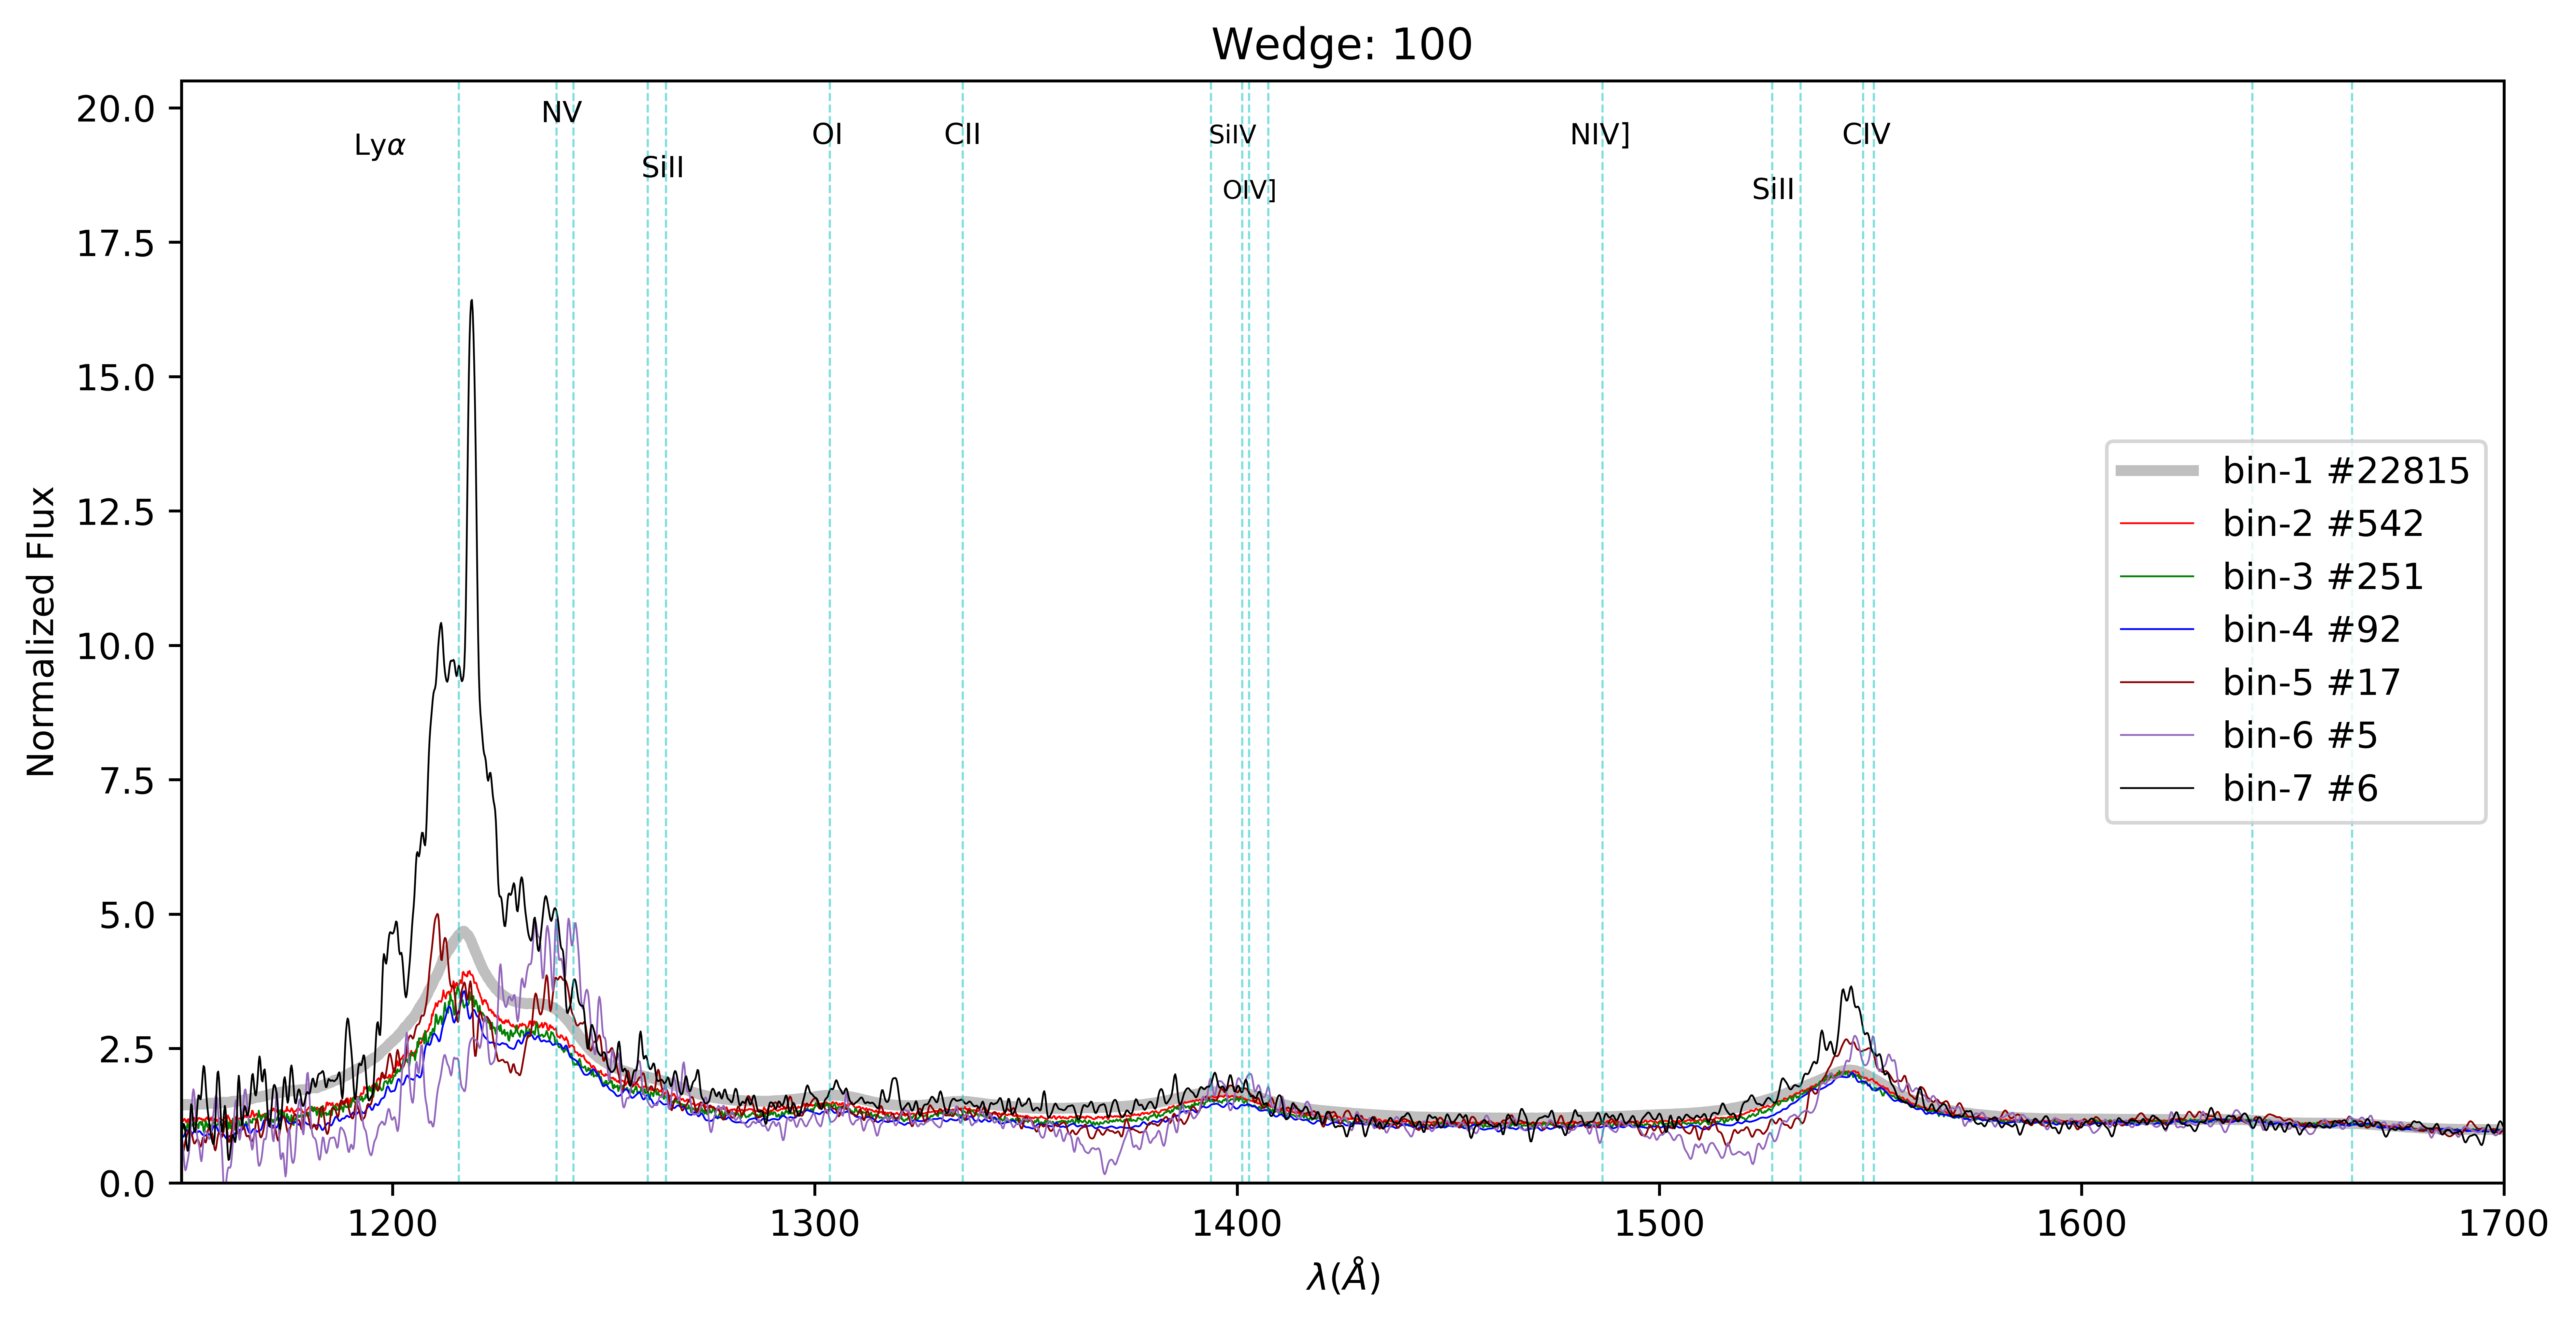 Wedge: 100
20.0
17.5
15.0
12.5
10.0
7.5
5.0
2.5
0.0
Normalized Flux
NV
Lyα
SiII
OI
CII
SiIV
OIV]
NIV]
SiII
CIV
bin-1 #22815
bin-2 #542
bin-3 #251
bin-4 #92
bin-5 #17
bin-6 #5
bin-7 #6
1200
1300
1400
1500
1600
1700
λ(Å)